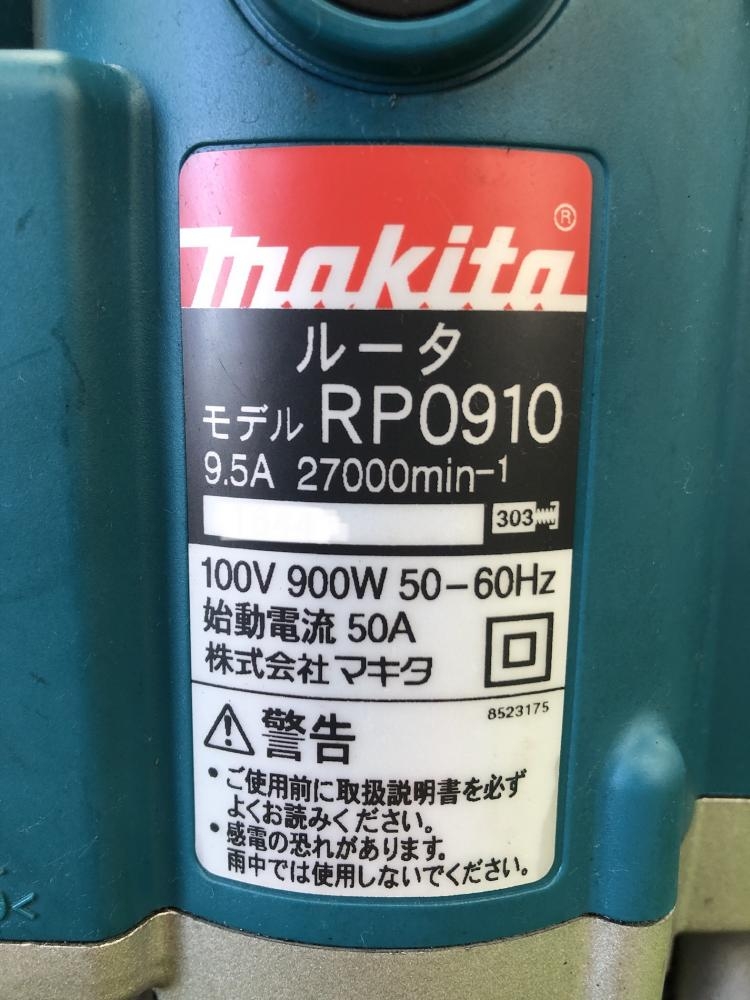 makita®
ルータ
モデル RP0910
9.5A 27000min-1
303
100V 900W 50-60Hz
始動電流 50A
株式会社マキタ
8523175
⚠警告
・ご使用前に取扱説明書を必ず
よくお読みください。
・感電の恐れがあります。
雨中では使用しないでください。